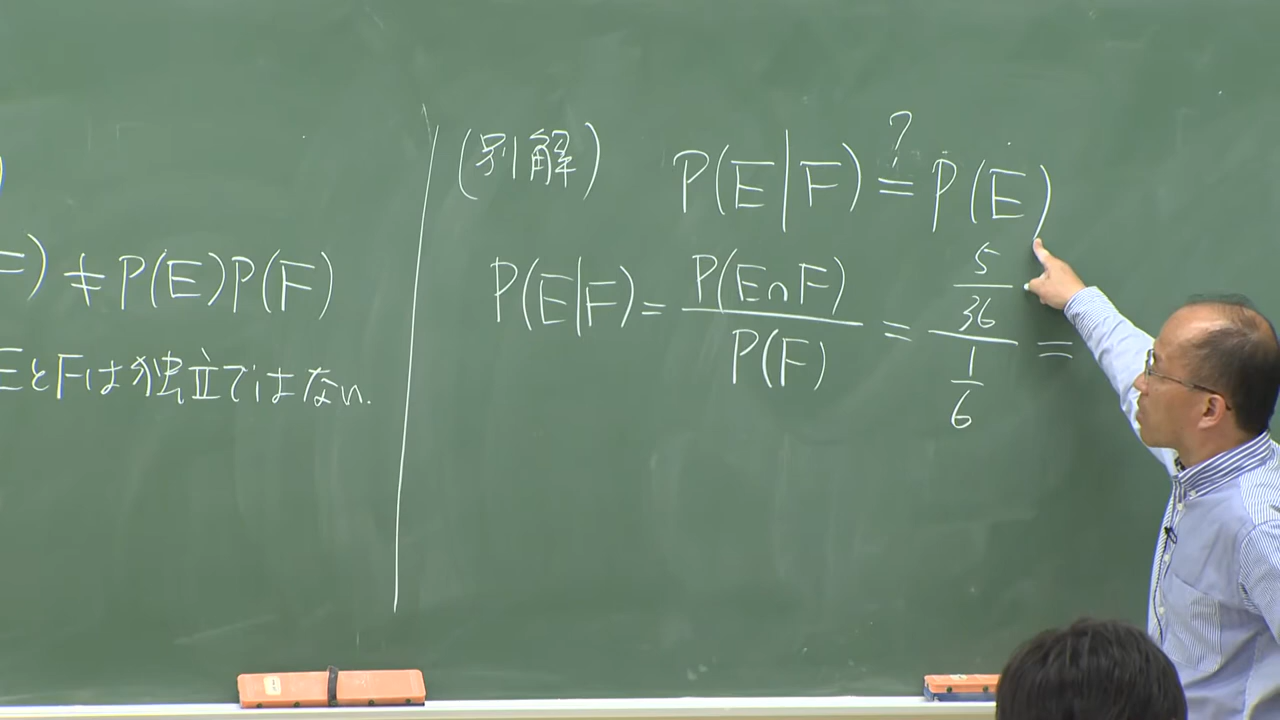 ) ≠ P(E)P(F)
EとFは独立ではない.
(別解) P(E|F) ≟ P(E)
P(E|F) = P(E∩F)/P(F) = (5/36)/(1/6) =